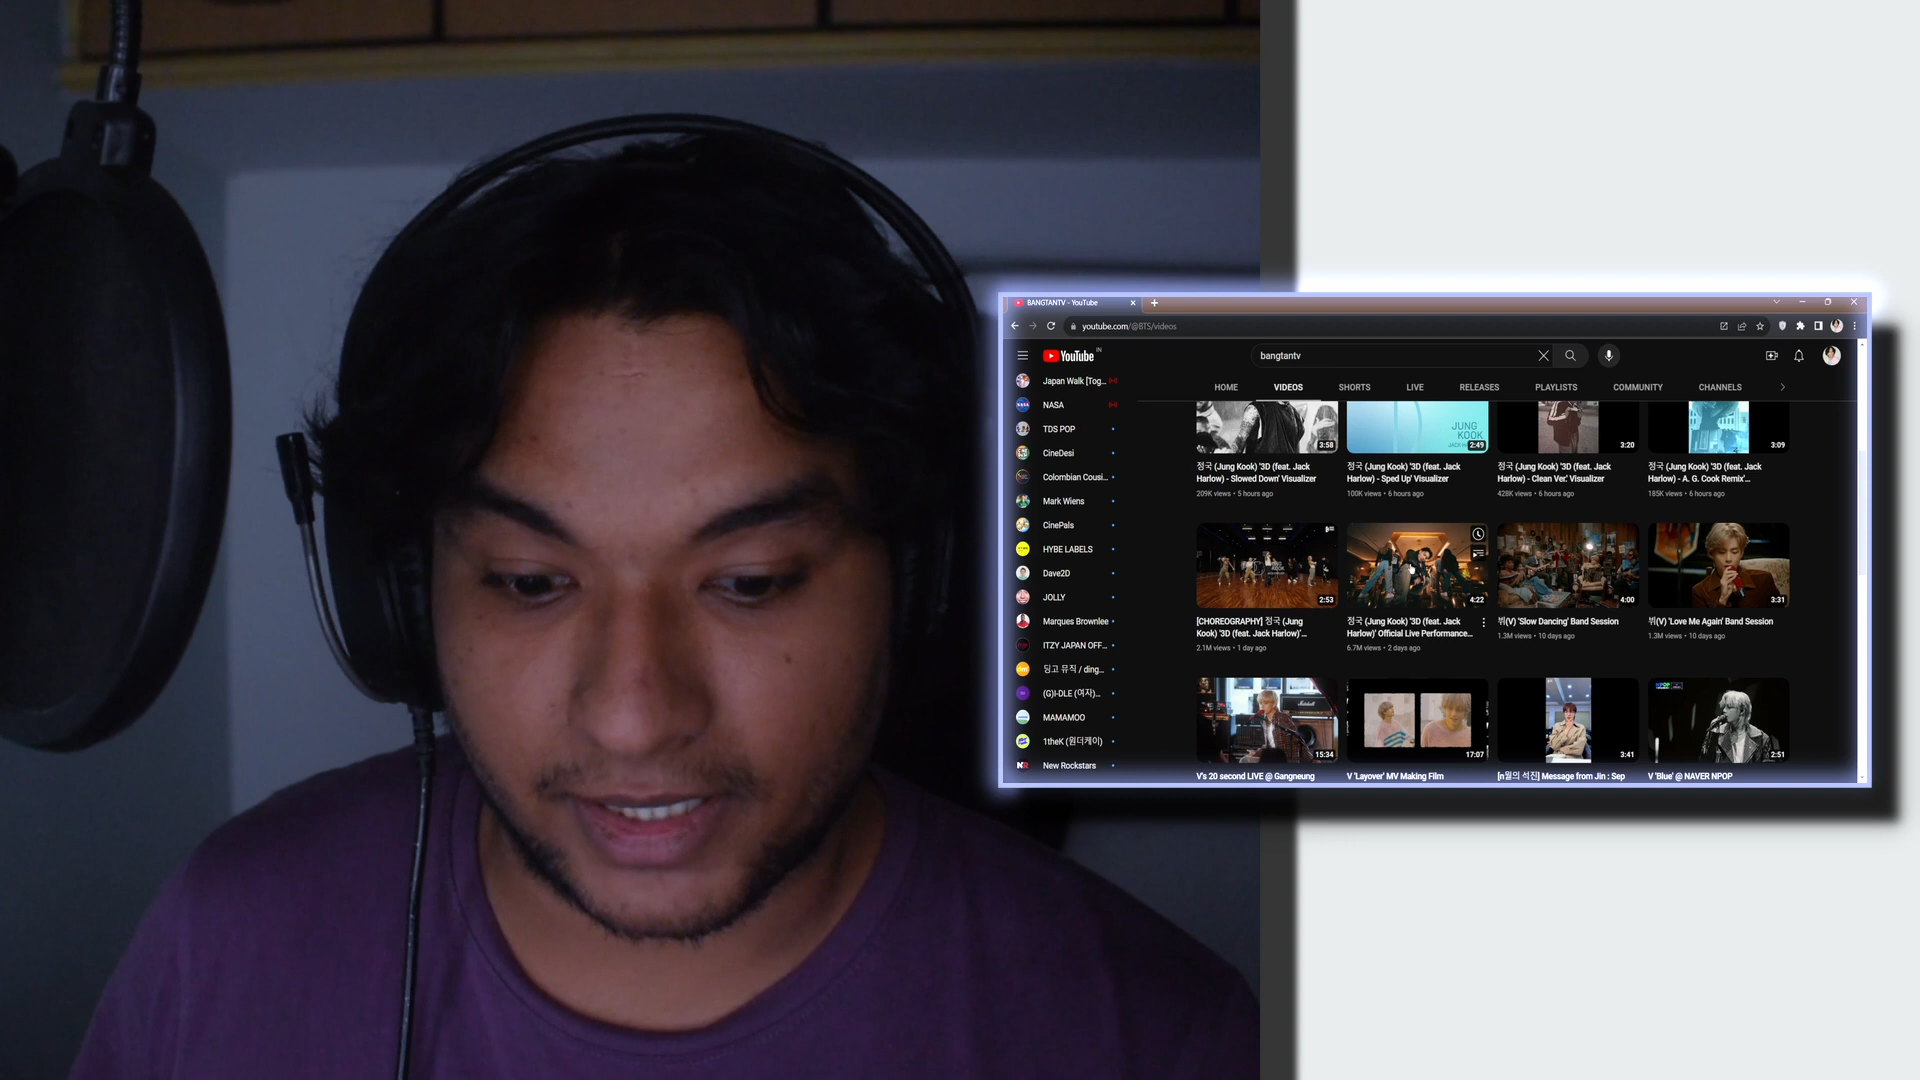 BANGTANTV - YouTube
youtube.com/@BTS/videos
YouTube IN
bangtantv
HOME VIDEOS SHORTS LIVE RELEASES PLAYLISTS COMMUNITY CHANNELS
Japan Walk [Tog...
NASA
TDS POP
CineDesi
Colombian Cousi...
Mark Wiens
CinePals
HYBE LABELS
Dave2D
JOLLY
Marques Brownlee
ITZY JAPAN OFF...
딩고 뮤직 / ding...
(G)I-DLE (여자)...
MAMAMOO
1theK (원더케이)
New Rockstars
3:58
JUNG
KOOK
2:49
3:20
3:09
정국 (Jung Kook) '3D (feat. Jack
Harlow) - Slowed Down' Visualizer
209K views • 5 hours ago
정국 (Jung Kook) '3D (feat. Jack
Harlow) - Sped Up' Visualizer
100K views • 6 hours ago
정국 (Jung Kook) '3D (feat. Jack
Harlow) - Clean Ver.' Visualizer
428K views • 6 hours ago
정국 (Jung Kook) '3D (feat. Jack
Harlow) - A. G. Cook Remix'...
185K views • 6 hours ago
2:53
4:22
4:00
3:31
[CHOREOGRAPHY] 정국 (Jung
Kook) '3D (feat. Jack Harlow)'...
2.1M views • 1 day ago
정국 (Jung Kook) '3D (feat. Jack
Harlow)' Official Live Performance...
6.7M views • 2 days ago
뷔(V) 'Slow Dancing' Band Session
1.3M views • 10 days ago
뷔(V) 'Love Me Again' Band Session
1.3M views • 10 days ago
15:34
17:07
3:41
2:51
V's 20 second LIVE @ Gangneung
V 'Layover' MV Making Film
[n월의 석진] Message from Jin : Sep
V 'Blue' @ NAVER NPOP